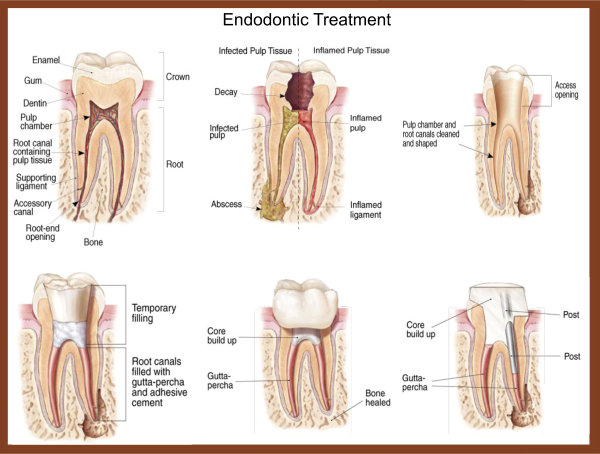 Endodontic Treatment
Enamel
Gum
Dentin
Pulp
chamber
Root canal
containing
pulp tissue
Supporting
ligament
Accessory
canal
Root-end
opening
Bone
Crown
Root
Infected Pulp Tissue
Inflamed Pulp Tissue
Decay
Infected
pulp
Abscess
Inflamed
pulp
Inflamed
ligament
Access
opening
Pulp chamber and
root canals cleaned
and shaped
Temporary
filling
Root canals
filled with
gutta-percha
and adhesive
cement
Core
build up
Gutta-
percha
Bone
healed
Core
build up
Gutta-
percha
Post
Post